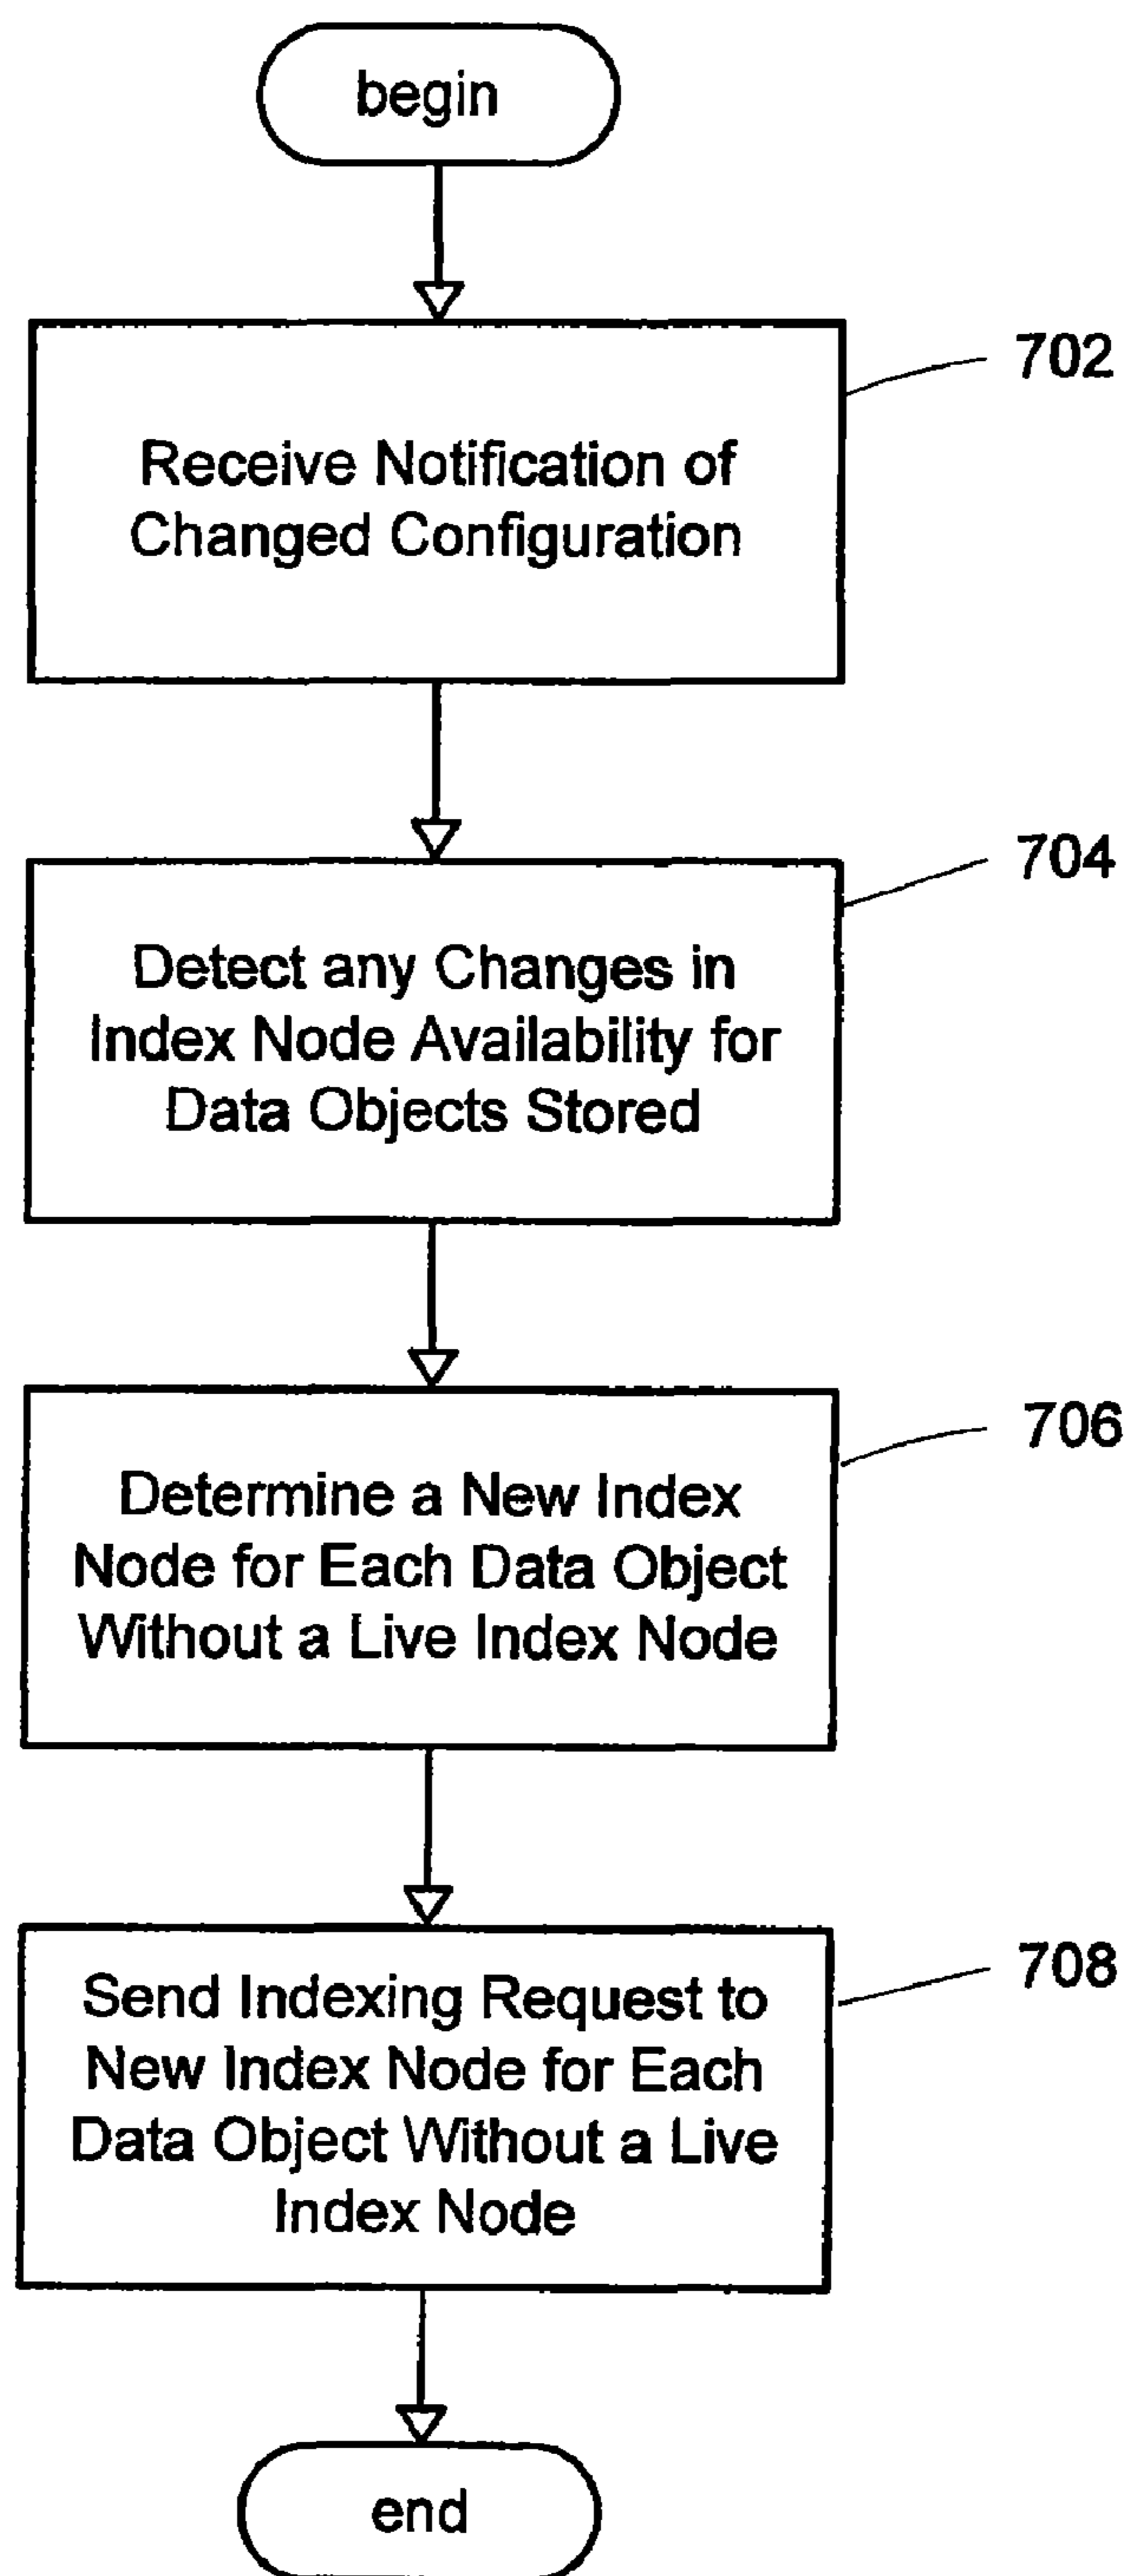 begin
702
Receive Notification of
Changed Configuration
704
Detect any Changes in
Index Node Availability for
Data Objects Stored
706
Determine a New Index
Node for Each Data Object
Without a Live Index Node
708
Send Indexing Request to
New Index Node for Each
Data Object Without a Live
Index Node
end